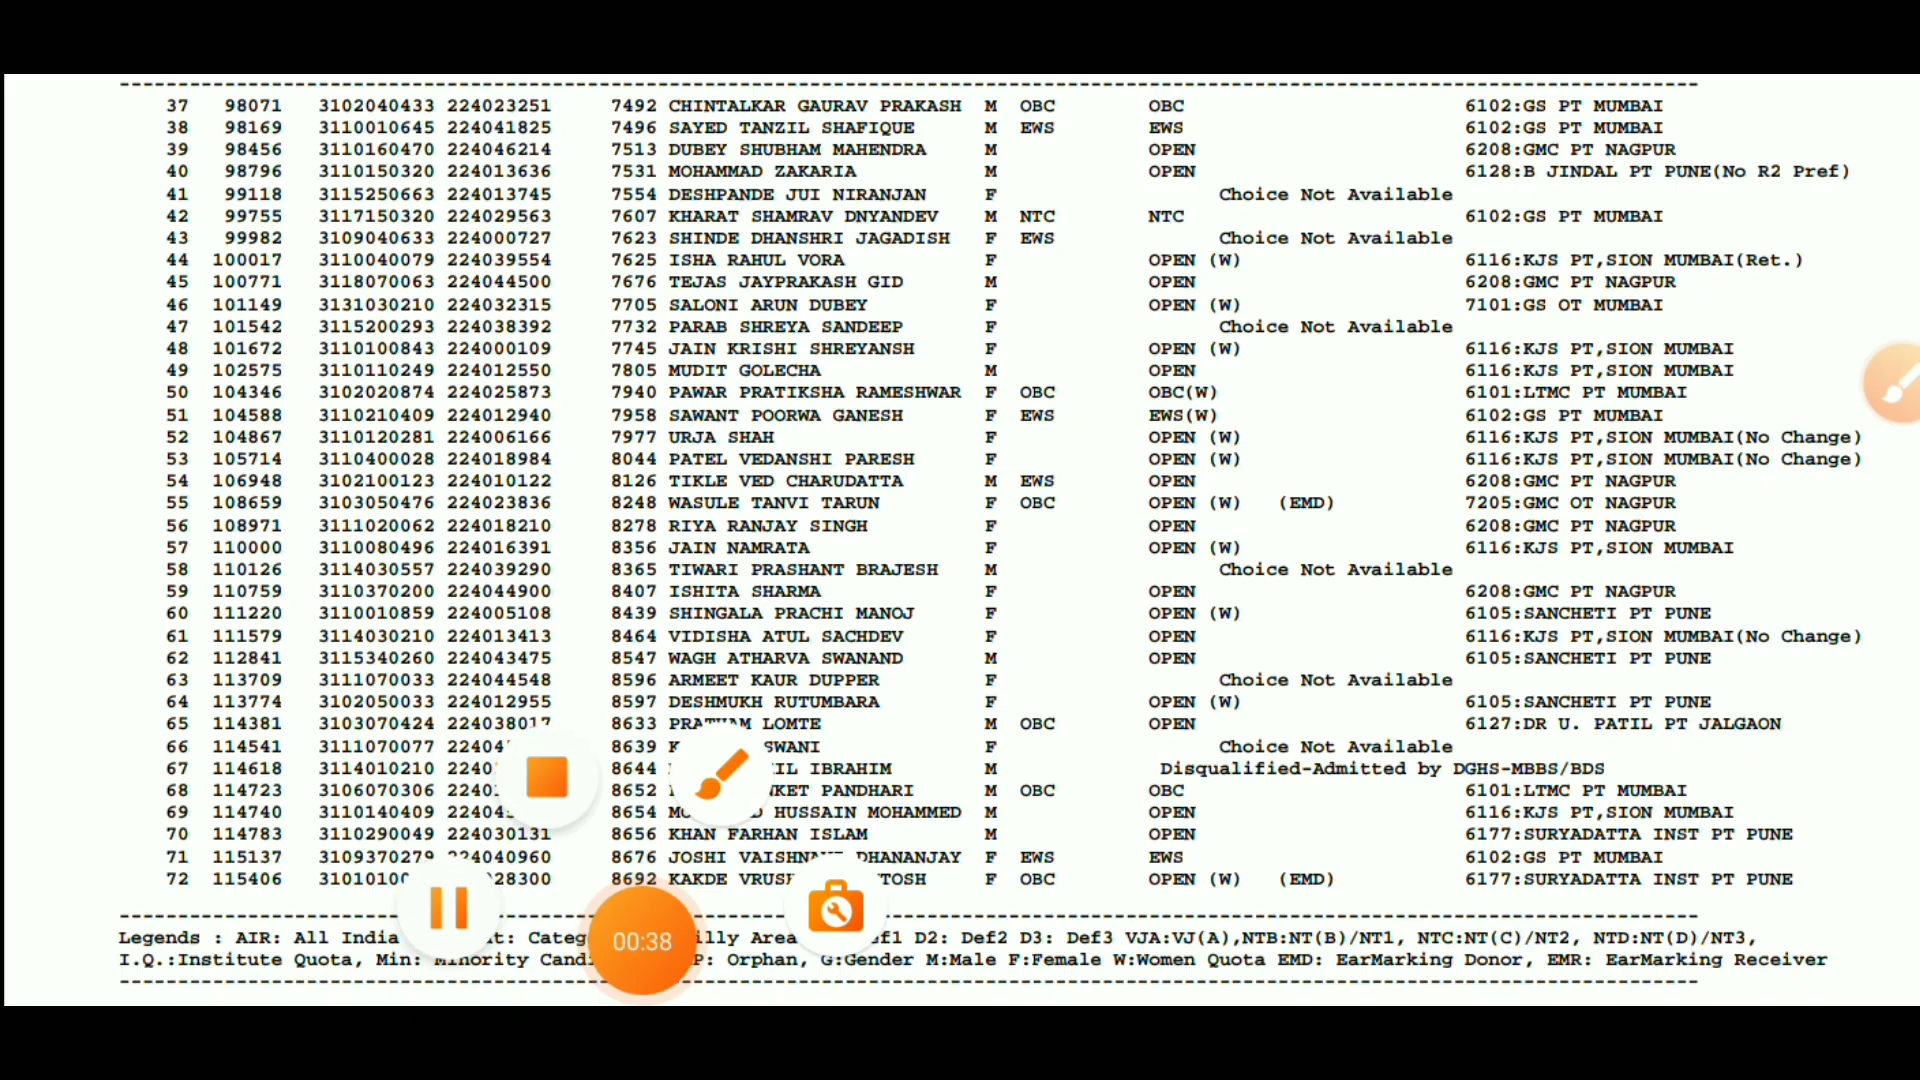 37 98071 3102040433 224023251 7492 CHINTALKAR GAURAV PRAKASH M OBC OBC 6102:GS PT MUMBAI
38 98169 3110010645 224041825 7496 SAYED TANZIL SHAFIQUE M EWS EWS 6102:GS PT MUMBAI
39 98456 3110160470 224046214 7513 DUBEY SHUBHAM MAHENDRA M OPEN 6208:GMC PT NAGPUR
40 98796 3110150320 224013636 7531 MOHAMMAD ZAKARIA M OPEN 6128:B JINDAL PT PUNE(No R2 Pref)
41 99118 3115250663 224013745 7554 DESHPANDE JUI NIRANJAN F Choice Not Available
42 99755 3117150320 224029563 7607 KHARAT SHAMRAV DNYANDEV M NTC NTC 6102:GS PT MUMBAI
43 99982 3109040633 224000727 7623 SHINDE DHANSHRI JAGADISH F EWS Choice Not Available
44 100017 3110040079 224039554 7625 ISHA RAHUL VORA F OPEN (W) 6116:KJS PT,SION MUMBAI(Ret.)
45 100771 3118070063 224044500 7676 TEJAS JAYPRAKASH GID M OPEN 6208:GMC PT NAGPUR
46 101149 3131030210 224032315 7705 SALONI ARUN DUBEY F OPEN (W) 7101:GS OT MUMBAI
47 101542 3115200293 224038392 7732 PARAB SHREYA SANDEEP F Choice Not Available
48 101672 3110100843 224000109 7745 JAIN KRISHI SHREYANSH F OPEN (W) 6116:KJS PT,SION MUMBAI
49 102575 3110110249 224012550 7805 MUDIT GOLECHA M OPEN 6116:KJS PT,SION MUMBAI
50 104346 3102020874 224025873 7940 PAWAR PRATIKSHA RAMESHWAR F OBC OBC(W) 6101:LTMC PT MUMBAI
51 104588 3110210409 224012940 7958 SAWANT POORWA GANESH F EWS EWS(W) 6102:GS PT MUMBAI
52 104867 3110120281 224006166 7977 URJA SHAH F OPEN (W) 6116:KJS PT,SION MUMBAI(No Change)
53 105714 3110400028 224018984 8044 PATEL VEDANSHI PARESH F OPEN (W) 6116:KJS PT,SION MUMBAI(No Change)
54 106948 3102100123 224010122 8126 TIKLE VED CHARUDATTA M EWS OPEN 6208:GMC PT NAGPUR
55 108659 3103050476 224023836 8248 WASULE TANVI TARUN F OBC OPEN (W) (EMD) 7205:GMC OT NAGPUR
56 108971 3111020062 224018210 8278 RIYA RANJAY SINGH F OPEN 6208:GMC PT NAGPUR
57 110000 3110080496 224016391 8356 JAIN NAMRATA F OPEN (W) 6116:KJS PT,SION MUMBAI
58 110126 3114030557 224039290 8365 TIWARI PRASHANT BRAJESH M Choice Not Available
59 110759 3110370200 224044900 8407 ISHITA SHARMA F OPEN 6208:GMC PT NAGPUR
60 111220 3110010859 224005108 8439 SHINGALA PRACHI MANOJ F OPEN (W) 6105:SANCHETI PT PUNE
61 111579 3114030210 224013413 8464 VIDISHA ATUL SACHDEV F OPEN 6116:KJS PT,SION MUMBAI(No Change)
62 112841 3115340260 224043475 8547 WAGH ATHARVA SWANAND M OPEN 6105:SANCHETI PT PUNE
63 113709 3111070033 224044548 8596 ARMEET KAUR DUPPER F Choice Not Available
64 113774 3102050033 224012955 8597 DESHMUKH RUTUMBARA F OPEN (W) 6105:SANCHETI PT PUNE
65 114381 3103070424 224038017 8633 LOMTE M OBC OPEN 6127:DR U. PATIL PT JALGAON
66 114541 3111070077 8639 F Choice Not Available
67 114618 3114010210 8644 IBRAHIM M Disqualified-Admitted by DGHS-MBBS/BDS
68 114723 3106070306 8652 PANDHARI M OBC OBC 6101:LTMC PT MUMBAI
69 114740 3110140409 8654 HUSSAIN MOHAMMED M OPEN 6116:KJS PT,SION MUMBAI
70 114783 3110290049 224030131 8656 KHAN FARHAN ISLAM M OPEN 6177:SURYADATTA INST PT PUNE
71 115137 3109370279 8676 JOSHI DHANANJAY F EWS EWS 6102:GS PT MUMBAI
72 115406 8692 KAKDE F OBC OPEN (W) (EMD) 6177:SURYADATTA INST PT PUNE
Legends : AIR: All India Area D2: Def2 D3: Def3 VJA:VJ(A),NTB:NT(B)/NT1, NTC:NT(C)/NT2, NTD:NT(D)/NT3,
I.Q.:Institute Quota, Min: Minority Orphan, G:Gender M:Male F:Female W:Women Quota EMD: EarMarking Donor, EMR: EarMarking Receiver
00:38